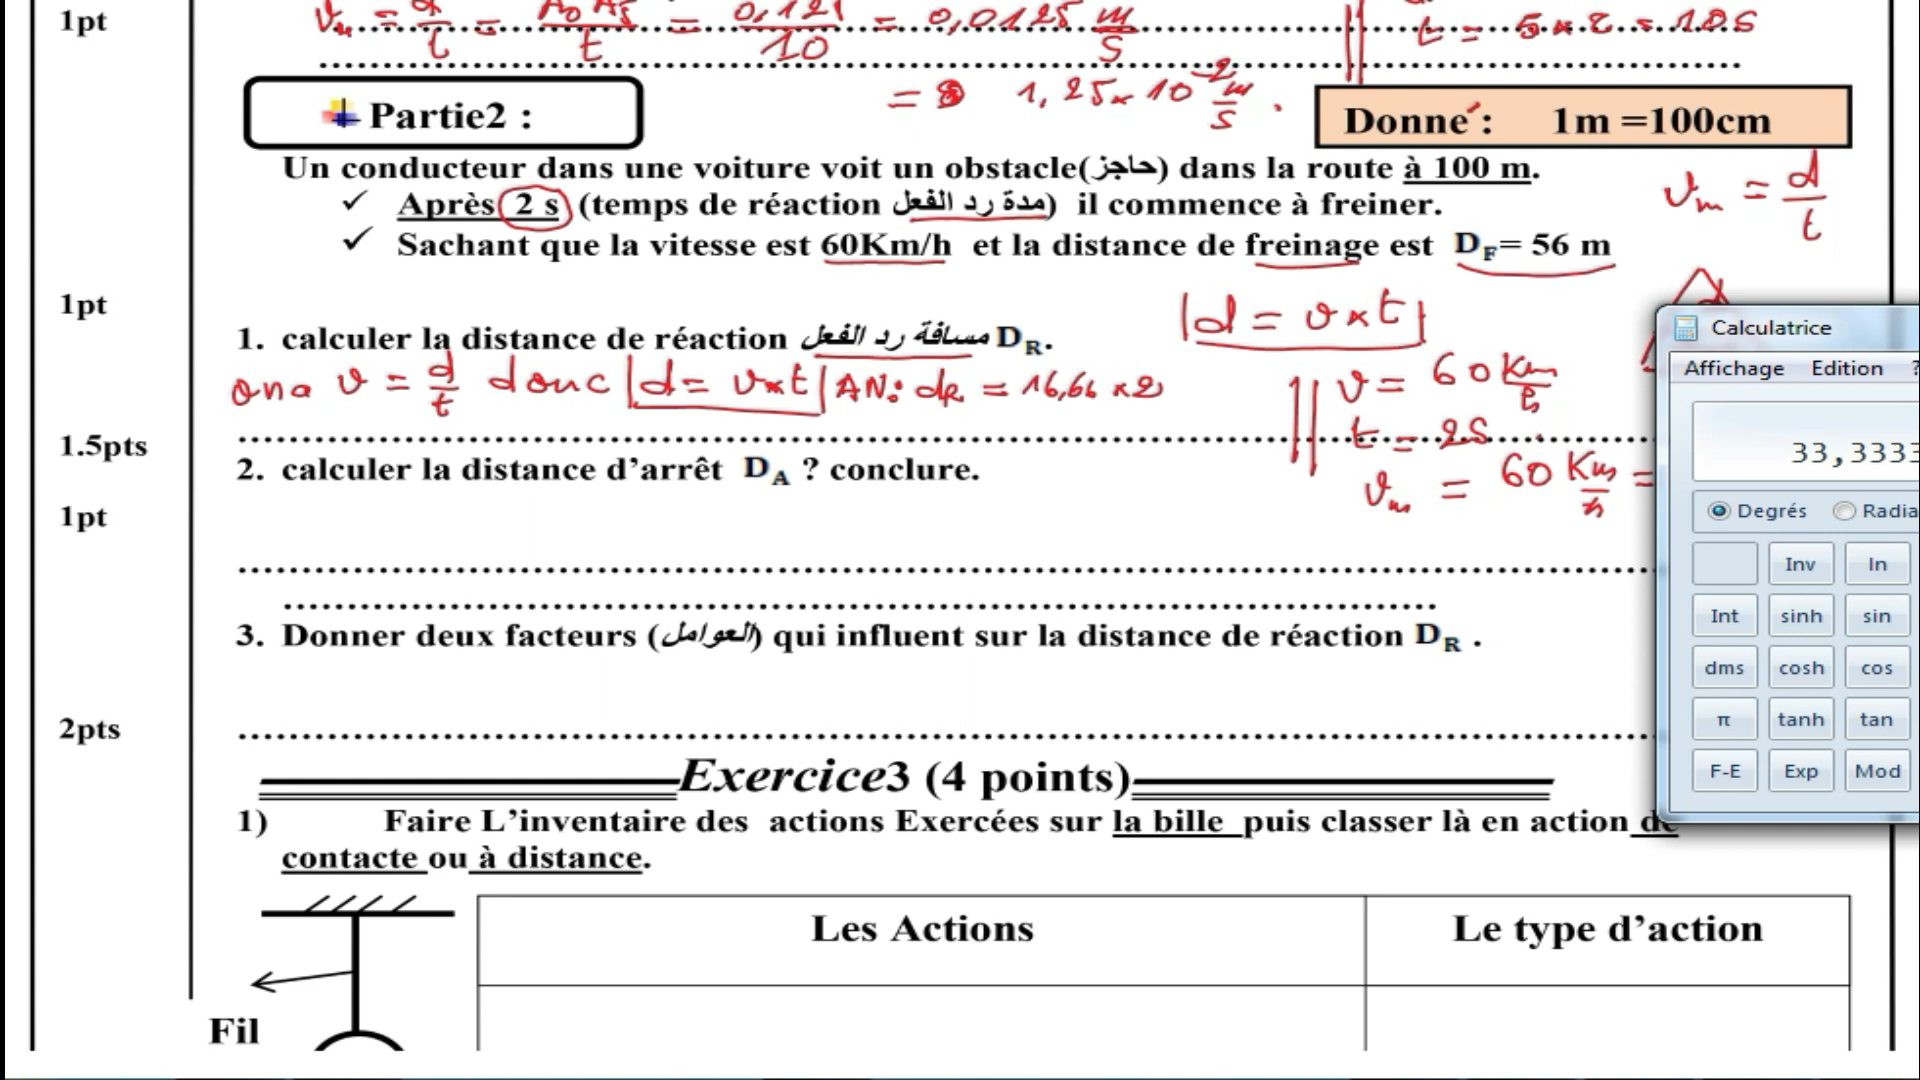 1pt
= 0,0125 m/s
t = 5 × 2 = 10s
= 1,25×10⁻² m/s .
Partie2 :
Donné : 1m =100cm
Un conducteur dans une voiture voit un obstacle(حاجز) dans la route à 100 m.
✓ Après 2 s (temps de réaction مدة رد الفعل) il commence à freiner.
vm = d/t
✓ Sachant que la vitesse est 60Km/h et la distance de freinage est DF= 56 m
1pt
d = v×t
1. calculer la distance de réaction مسافة رد الفعل DR.
ona v = d/t donc d = v×t AN: dR = 16,66 ×2
v = 60 Km/h
t = 2s
1.5pts
2. calculer la distance d’arrêt DA ? conclure.
vm = 60 Km/h =
1pt
3. Donner deux facteurs (العوامل) qui influent sur la distance de réaction DR .
2pts
Exercice3 (4 points)
1) Faire L’inventaire des actions Exercées sur la bille puis classer là en action de
contacte ou à distance.
Les Actions Le type d’action
Fil
Calculatrice
Affichage Edition ?
33,3333
Degrés Radia
Inv ln
Int sinh sin
dms cosh cos
π tanh tan
F-E Exp Mod